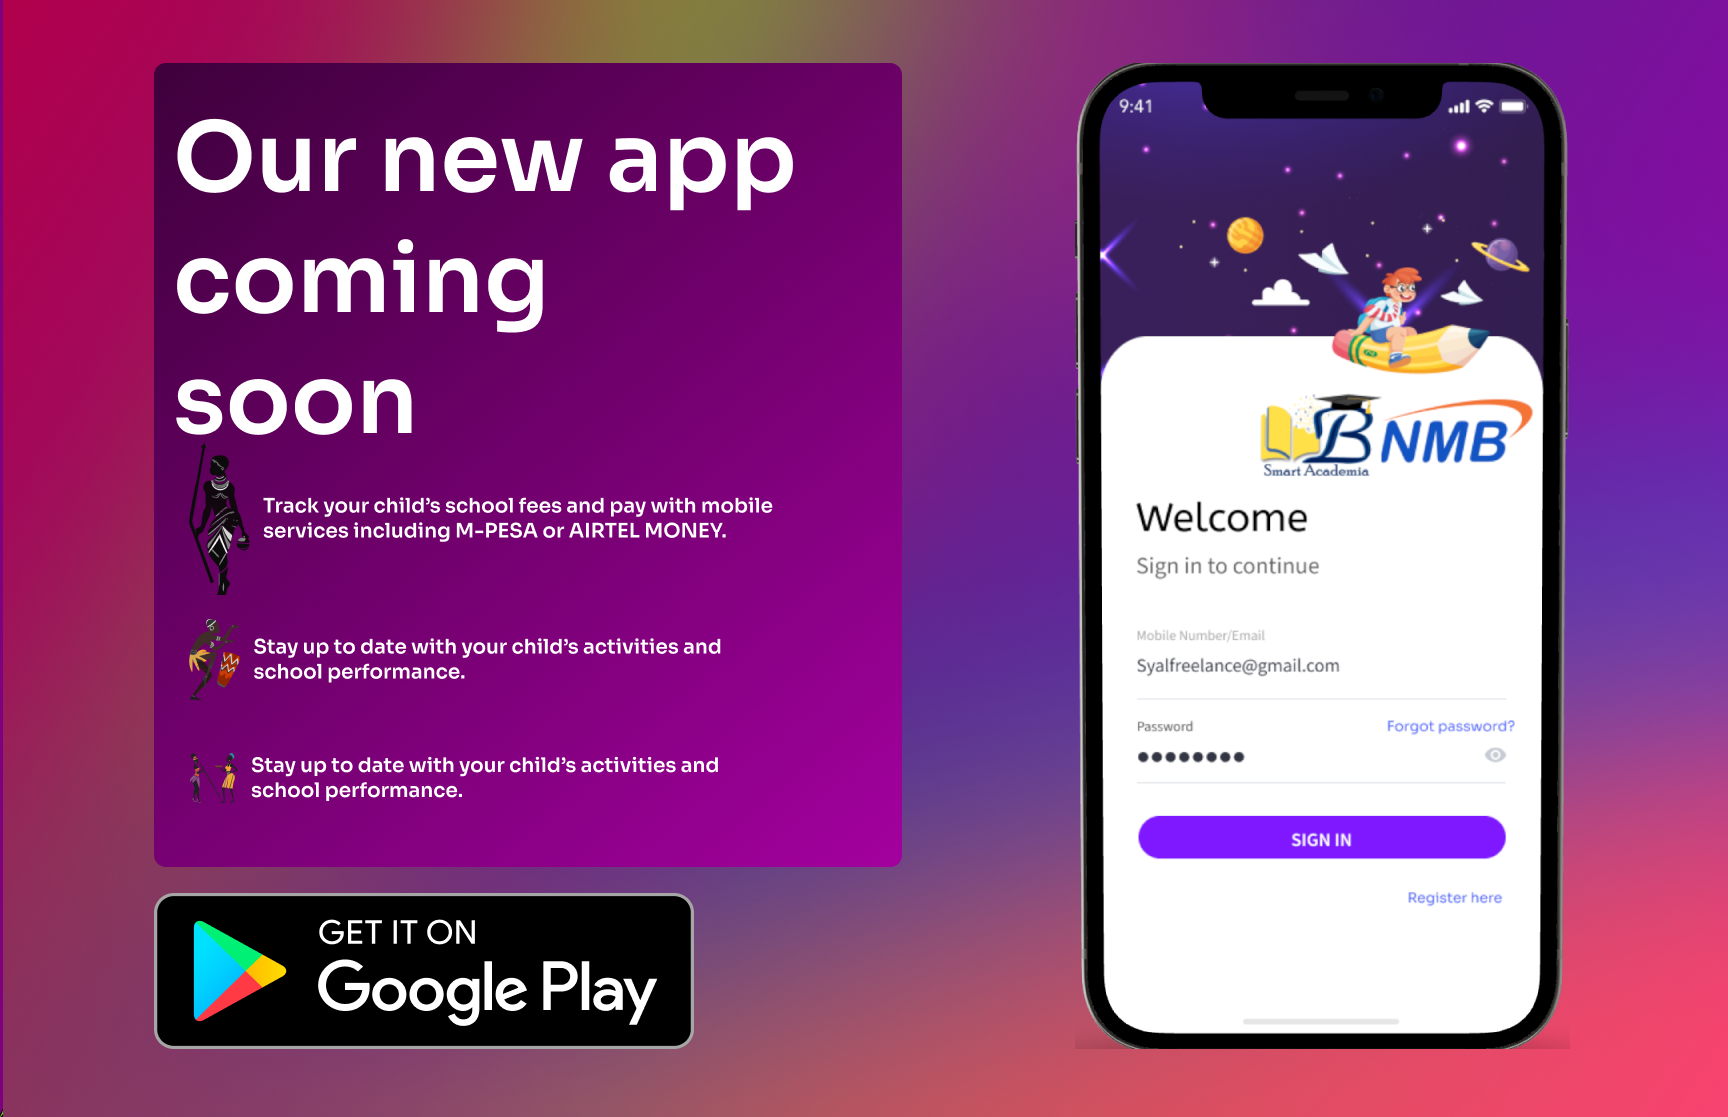 Our new app
coming
soon
Track your child’s school fees and pay with mobile
services including M-PESA or AIRTEL MONEY.
Stay up to date with your child’s activities and
school performance.
Stay up to date with your child’s activities and
school performance.
GET IT ON
Google Play
9:41
B
Smart Academia
NMB
Welcome
Sign in to continue
Mobile Number/Email
Syalfreelance@gmail.com
Password
Forgot password?
SIGN IN
Register here